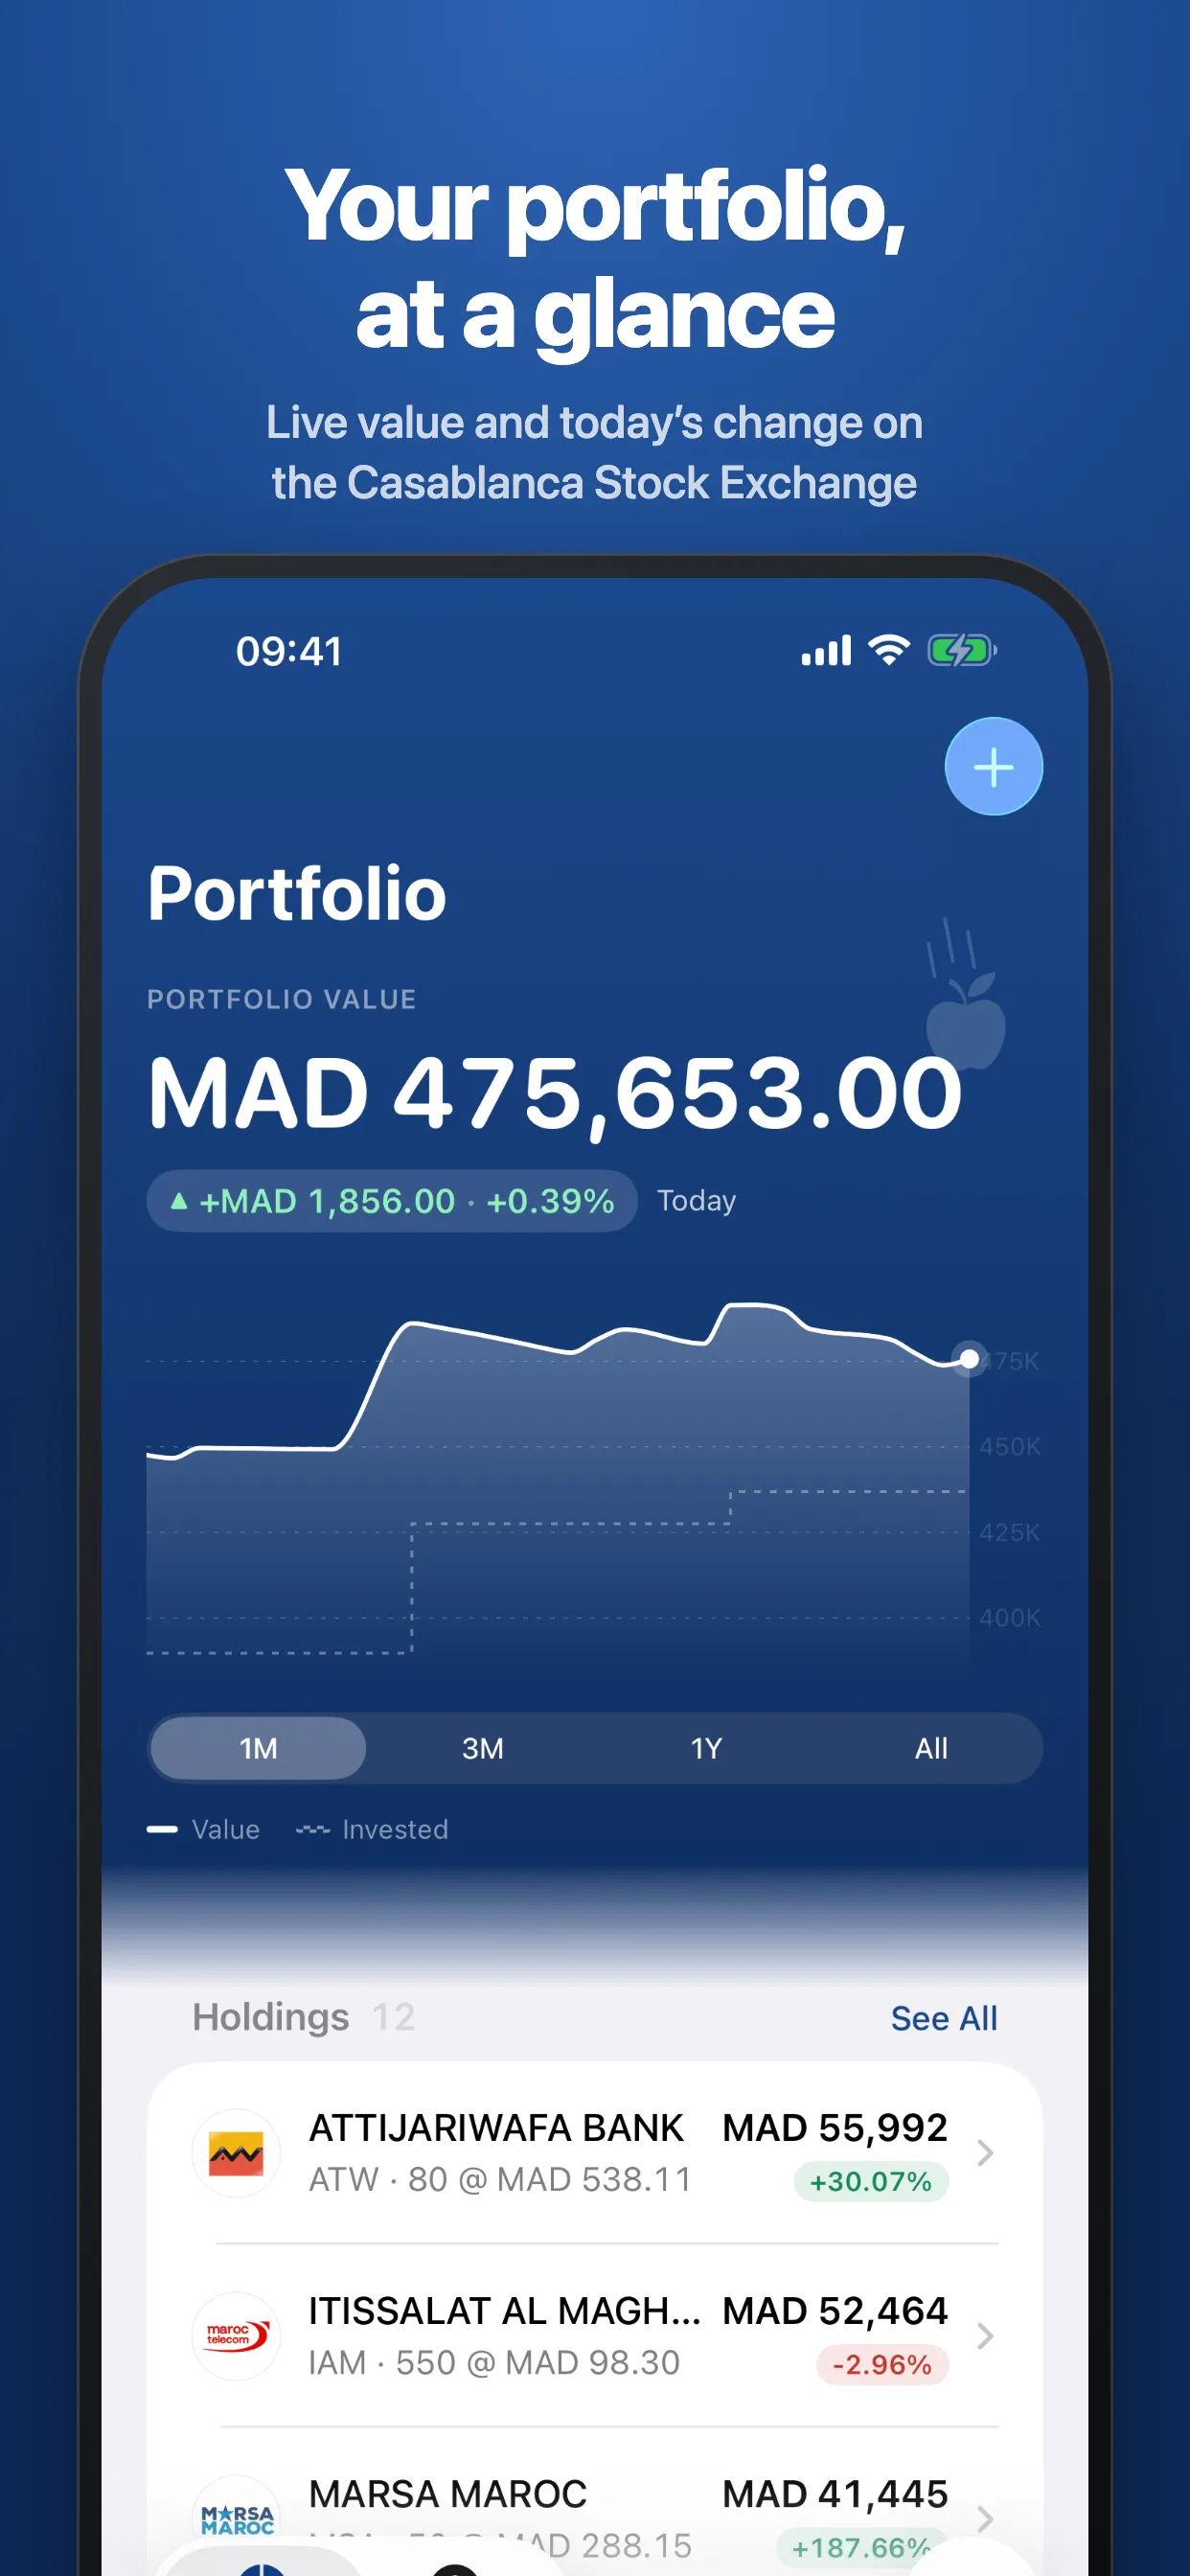 Your portfolio,
at a glance
Live value and today's change on
the Casablanca Stock Exchange
09:41
Portfolio
PORTFOLIO VALUE
MAD 475,653.00
▲ +MAD 1,856.00 · +0.39% Today
475K
450K
425K
400K
1M 3M 1Y All
Value Invested
Holdings 12 See All
ATTIJARIWAFA BANK MAD 55,992
ATW · 80 @ MAD 538.11 +30.07%
maroc
telecom
ITISSALAT AL MAGH... MAD 52,464
IAM · 550 @ MAD 98.30 -2.96%
MARSA
MAROC
MARSA MAROC MAD 41,445
MAD 288.15 +187.66%